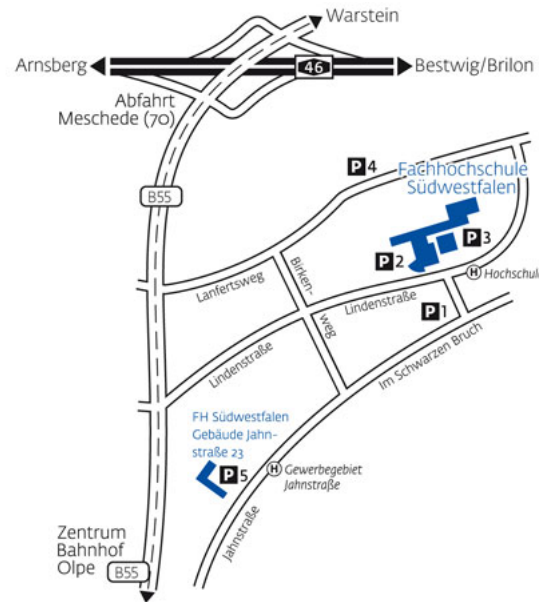 Warstein
Arnsberg
46
Bestwig/Brilon
Abfahrt
Meschede (70)
P 4
Fachhochschule
Südwestfalen
B55
P 3
P 2
H Hochschule
Birken-
weg
Lanfertsweg
Lindenstraße
P 1
Lindenstraße
Im Schwarzen Bruch
FH Südwestfalen
Gebäude Jahn-
straße 23
P 5
H Gewerbegebiet
Jahnstraße
Jahnstraße
Zentrum
Bahnhof
Olpe
B55